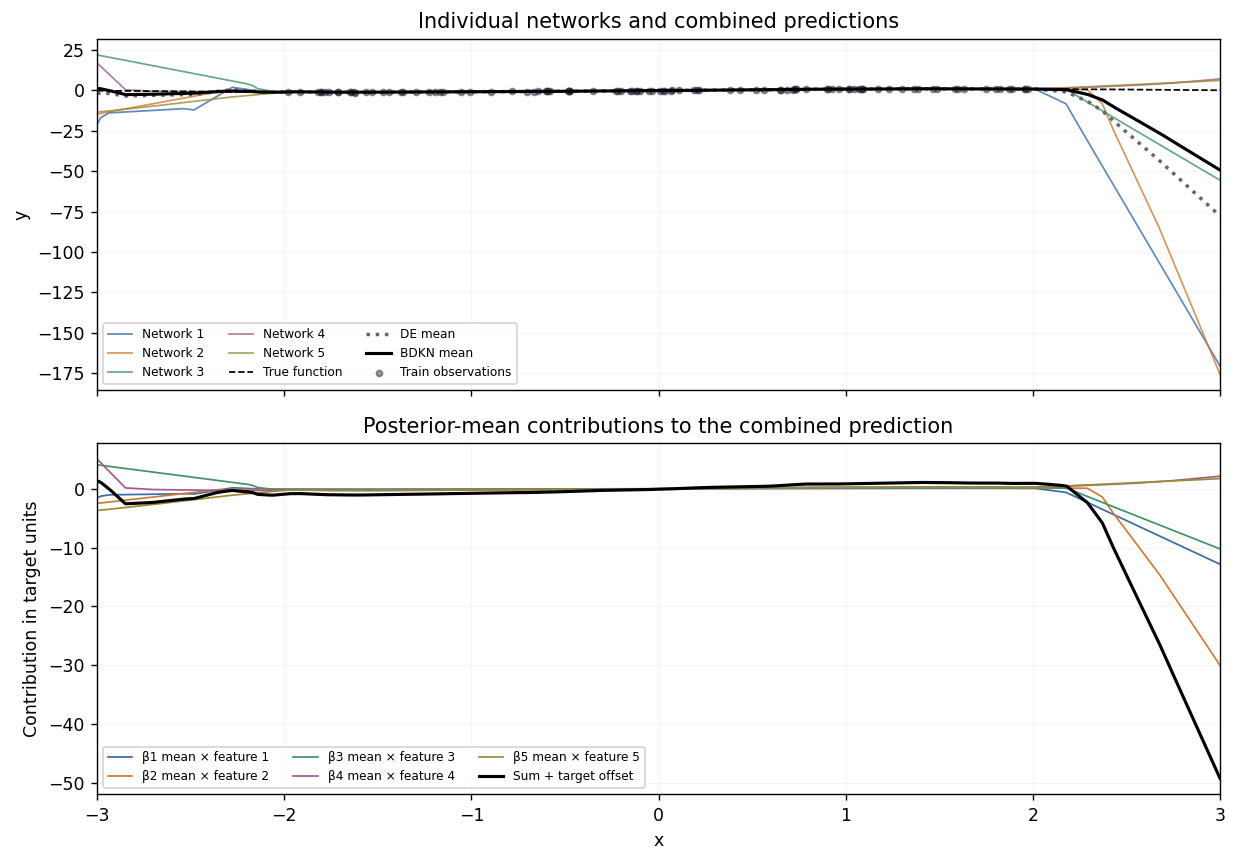 Individual networks and combined predictions
25
0
−25
−50
−75
−100
−125
−150
−175
y
Network 1 Network 4 DE mean
Network 2 Network 5 BDKN mean
Network 3 True function Train observations
Posterior-mean contributions to the combined prediction
0
−10
−20
−30
−40
−50
Contribution in target units
β1 mean × feature 1 β3 mean × feature 3 β5 mean × feature 5
β2 mean × feature 2 β4 mean × feature 4 Sum + target offset
−3 −2 −1 0 1 2 3
x